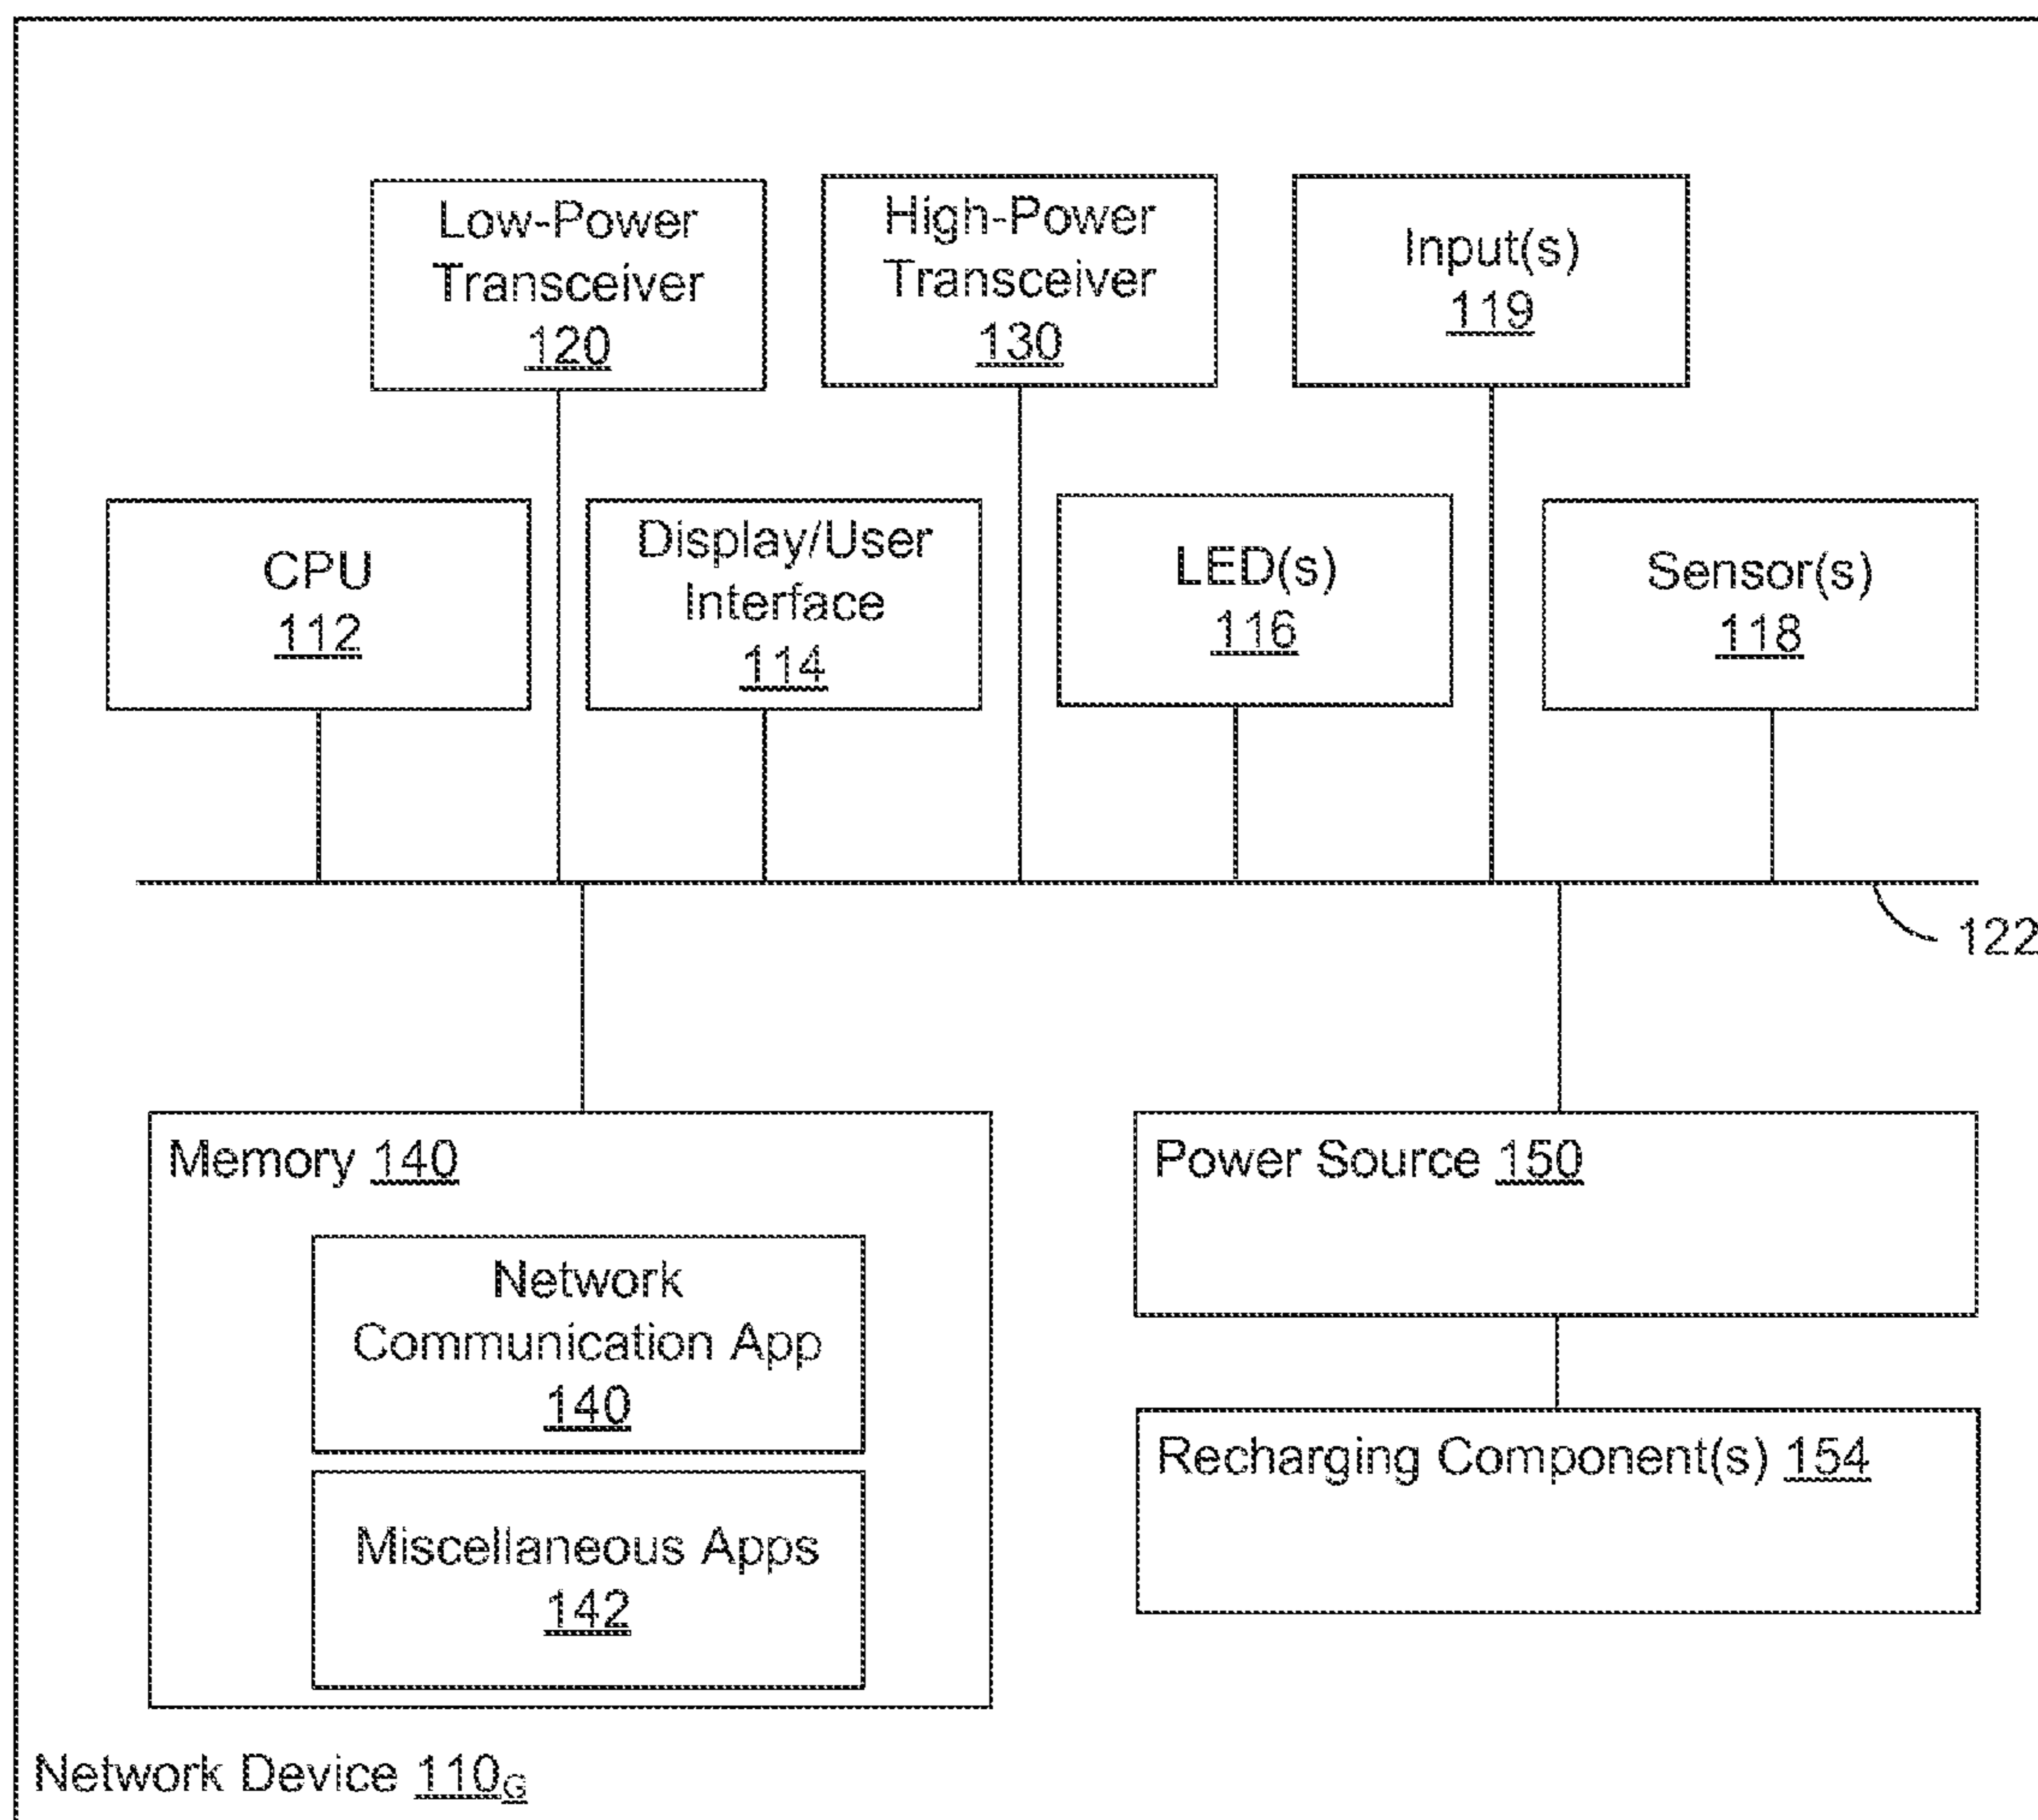 Low-Power
Transceiver
120
High-Power
Transceiver
130
Input(s)
119
CPU
112
Display/User
Interface
114
LED(s)
116
Sensor(s)
118
122
Memory 140
Network
Communication App
140
Miscellaneous Apps
142
Power Source 150
Recharging Component(s) 154
Network Device 110G